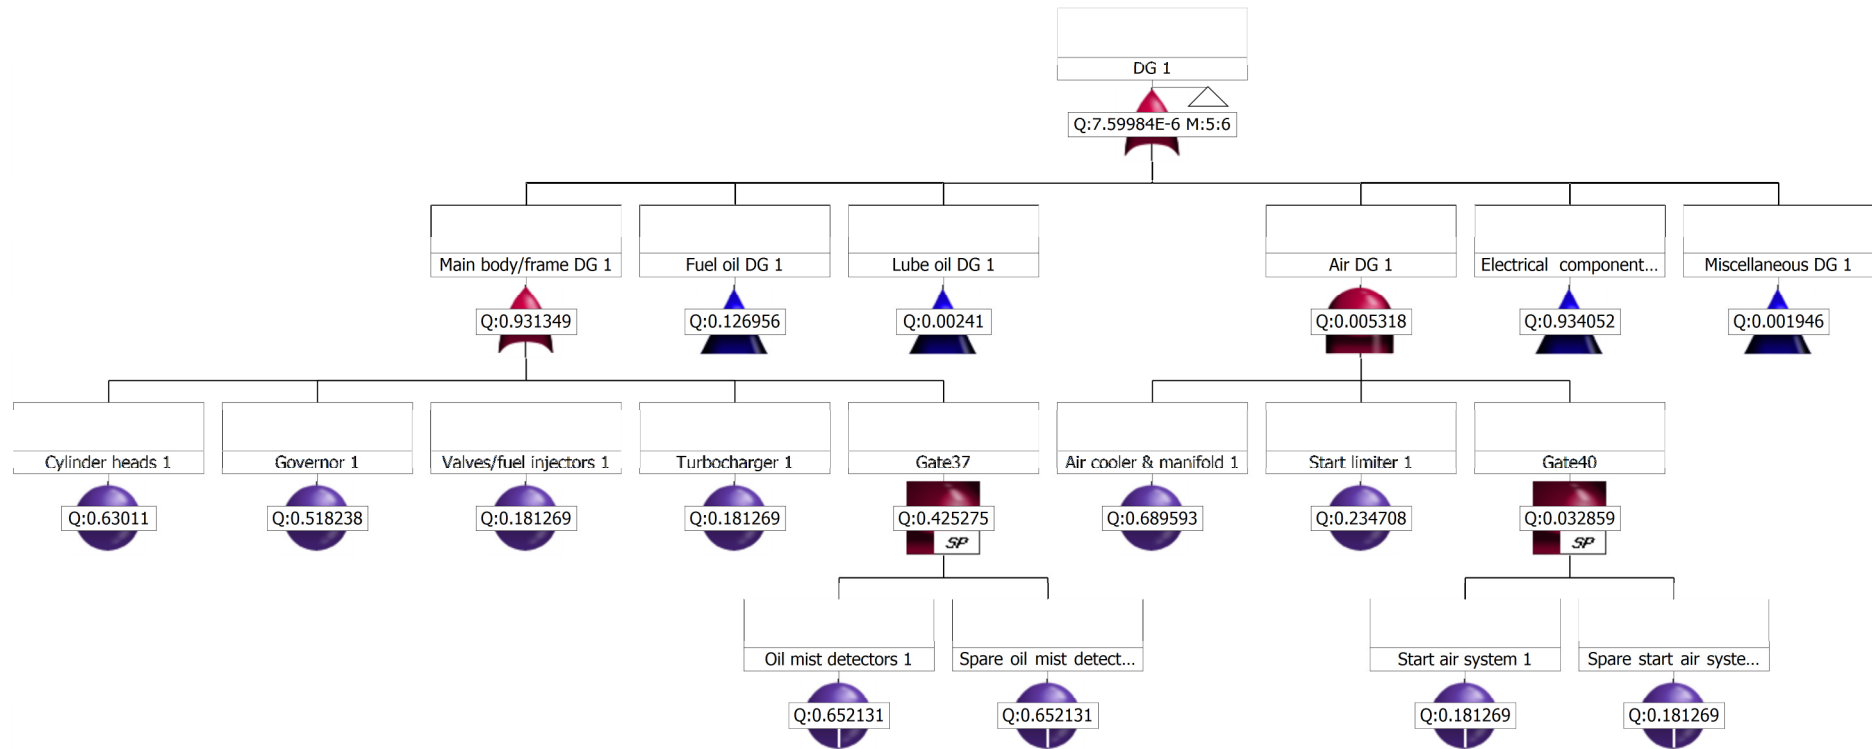 DG 1
Q:7.59984E-6 M:5:6
Main body/frame DG 1
Fuel oil DG 1
Lube oil DG 1
Air DG 1
Electrical component...
Miscellaneous DG 1
Q:0.931349
Q:0.126956
Q:0.00241
Q:0.005318
Q:0.934052
Q:0.001946
Cylinder heads 1
Governor 1
Valves/fuel injectors 1
Turbocharger 1
Gate37
Air cooler & manifold 1
Start limiter 1
Gate40
Q:0.63011
Q:0.518238
Q:0.181269
Q:0.181269
Q:0.425275
Q:0.689593
Q:0.234708
Q:0.032859
SP
SP
Oil mist detectors 1
Spare oil mist detect...
Start air system 1
Spare start air syste...
Q:0.652131
Q:0.652131
Q:0.181269
Q:0.181269